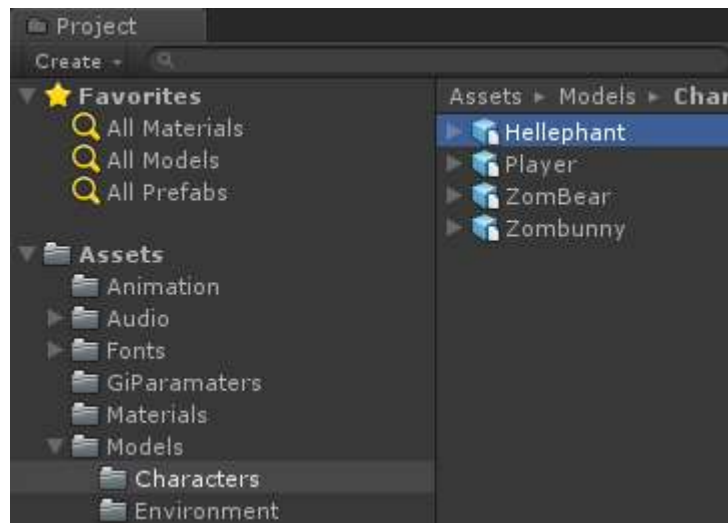 Project
Create
Favorites
All Materials
All Models
All Prefabs
Assets
Animation
Audio
Fonts
GiParamaters
Materials
Models
Characters
Environment
Assets ▸ Models ▸ Char
Hellephant
Player
ZomBear
Zombunny